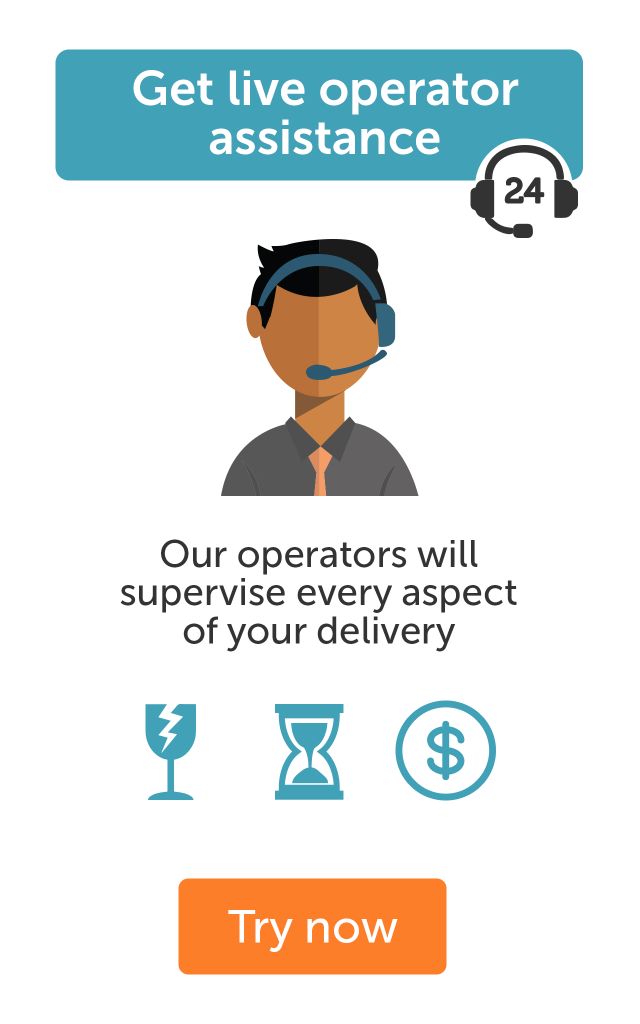 Get live operator
assistance
24
Our operators will
supervise every aspect
of your delivery
$
Try now